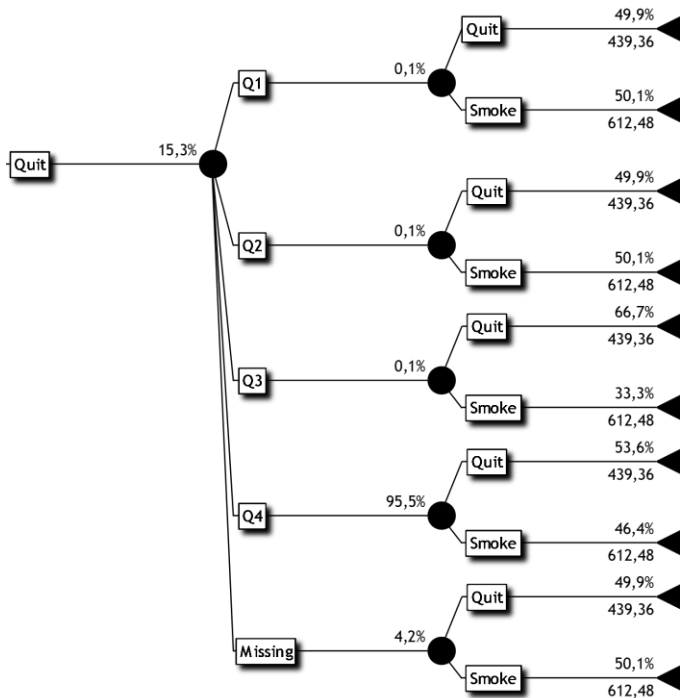 49,9%
Quit
439,36
0,1%
Q1
50,1%
Smoke
612,48
15,3%
Quit
49,9%
Quit
439,36
0,1%
Q2
50,1%
Smoke
612,48
66,7%
Quit
439,36
0,1%
Q3
33,3%
Smoke
612,48
53,6%
Quit
439,36
95,5%
Q4
46,4%
Smoke
612,48
49,9%
Quit
439,36
4,2%
Missing
50,1%
Smoke
612,48